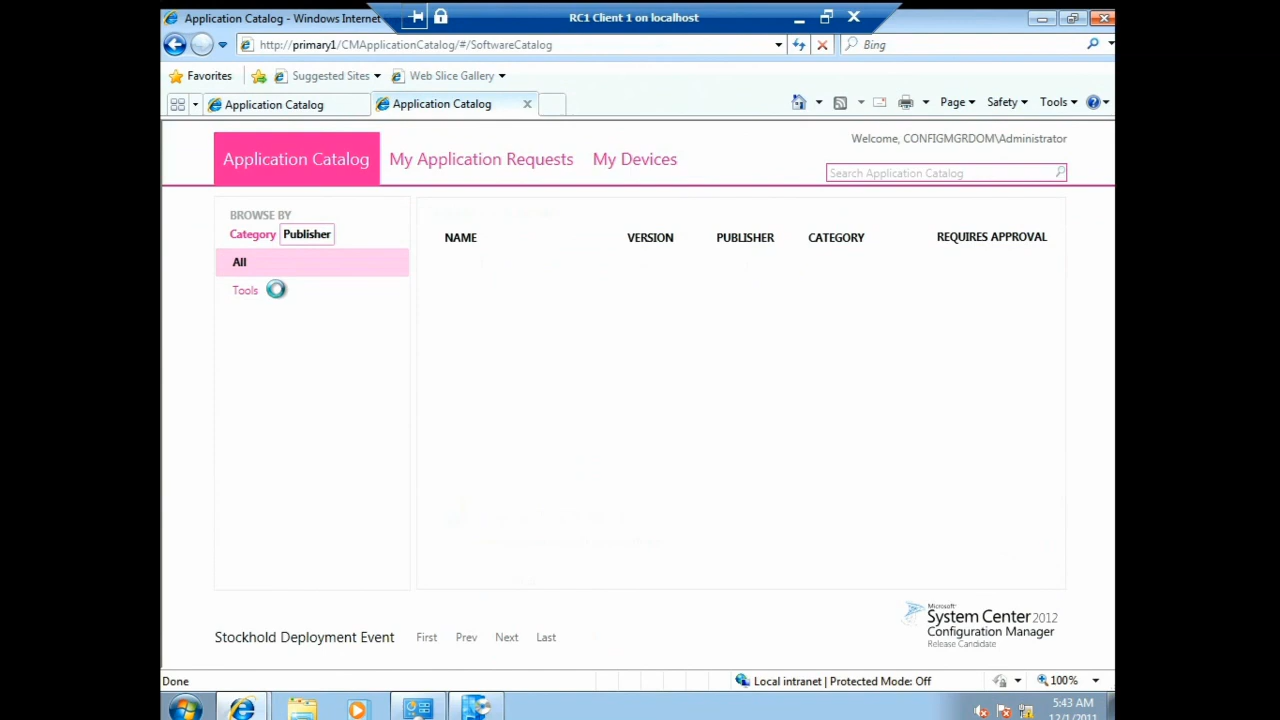 Application Catalog - Windows Internet
RC1 Client 1 on localhost
http://primary1/CMApplicationCatalog/#/SoftwareCatalog
Bing
Favorites
Suggested Sites
Web Slice Gallery
Application Catalog
Application Catalog
Page
Safety
Tools
Welcome, CONFIGMGRDOM\Administrator
Application Catalog
My Application Requests
My Devices
Search Application Catalog
BROWSE BY
Category Publisher
All
Tools
NAME
VERSION
PUBLISHER
CATEGORY
REQUIRES APPROVAL
Stockhold Deployment Event
First
Prev
Next
Last
Microsoft
System Center 2012
Configuration Manager
Release Candidate
Done
Local intranet | Protected Mode: Off
100%
5:43 AM
12/1/2011